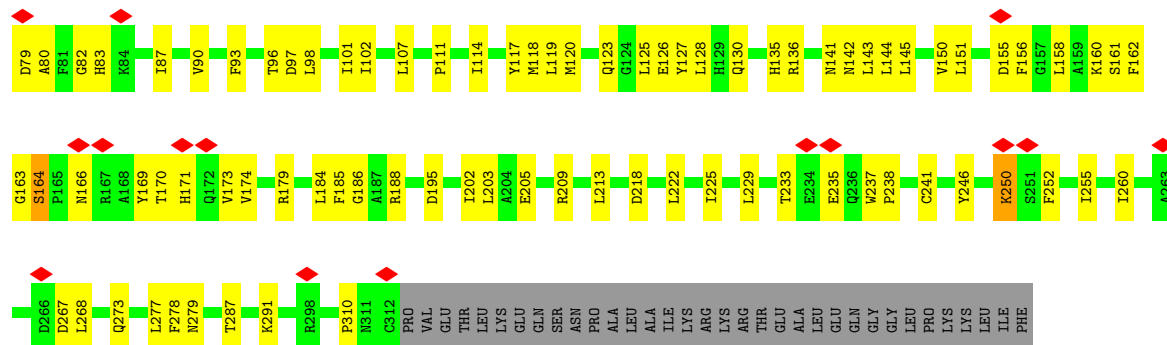 D79 A80 F81 G82 H83 K84 I87 V90 F93 T96 D97 L98 I101 I102 L107 P111 I114 Y117 M118 L119 M120 Q123 G124 L125 E126 Y127 L128 H129 Q130 H135 R136 N141 N142 L143 L144 L145 V150 L151 D155 F156 G157 L158 A159 K160 S161 F162
G163 S164 P165 N166 R167 A168 Y169 T170 H171 Q172 V173 V174 R179 L184 F185 G186 A187 R188 D195 I202 L203 A204 E205 R209 L213 D218 L222 I225 L229 T233 E234 E235 Q236 W237 P238 C241 Y246 K250 S251 F252 I255 I260 A263
D266 D267 L268 Q273 L277 F278 N279 T287 K291 R298 P310 N311 C312 PRO VAL GLU THR LEU LYS GLU GLN SER ASN PRO ALA LEU ALA ILE LYS ARG LYS ARG THR GLU ALA LEU GLU GLN GLY GLY LEU PRO LYS LYS LEU ILE PHE